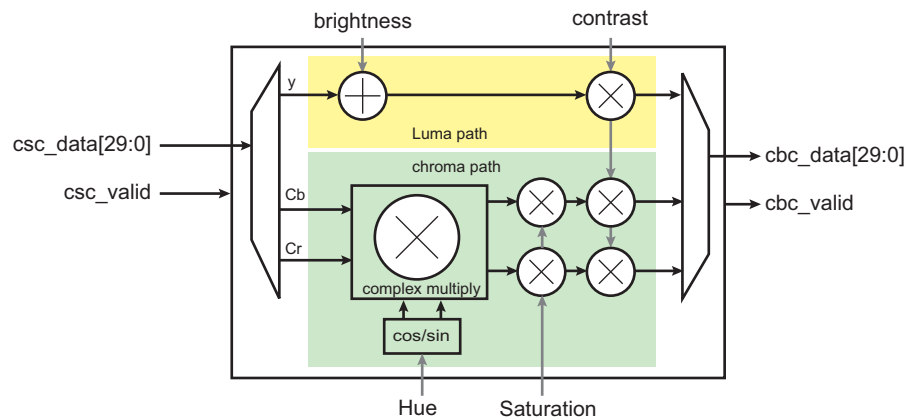 brightness
contrast
y
Luma path
csc_data[29:0]
chroma path
cbc_data[29:0]
csc_valid
Cb
cbc_valid
Cr
complex multiply
cos/sin
Hue
Saturation